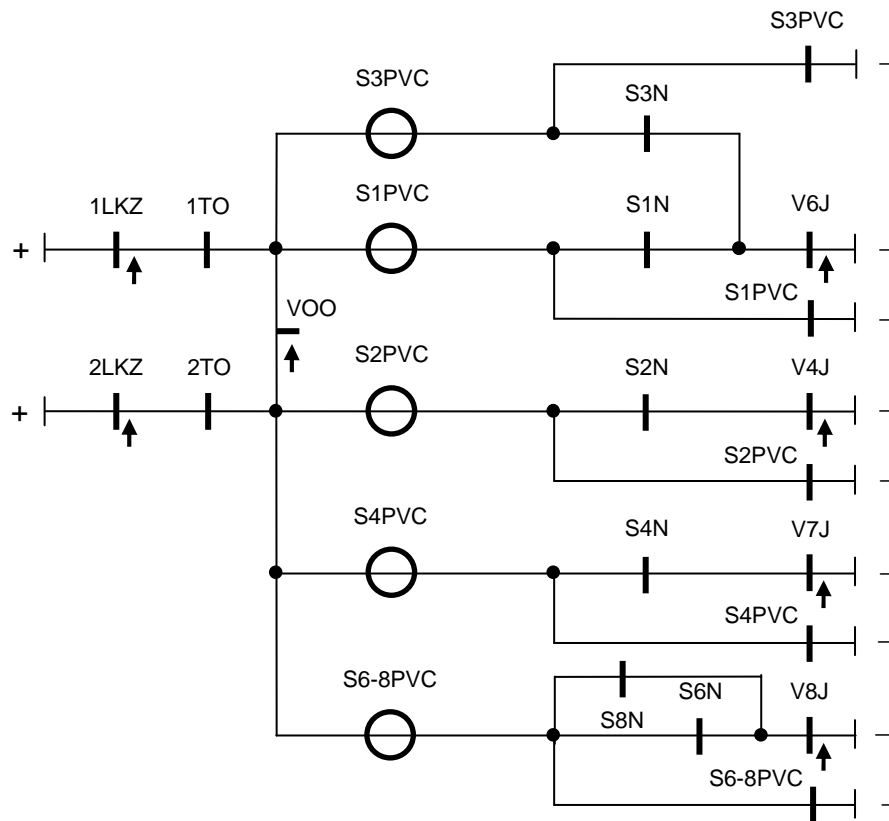 S3PVC
S3PVC
S3N
1LKZ 1TO S1PVC S1N V6J
+ −
−
S1PVC
−
VOO
2LKZ 2TO S2PVC S2N V4J
+ −
S2PVC
−
S4PVC S4N V7J
−
S4PVC
−
S6-8PVC S6N V8J
S8N
−
S6-8PVC
−